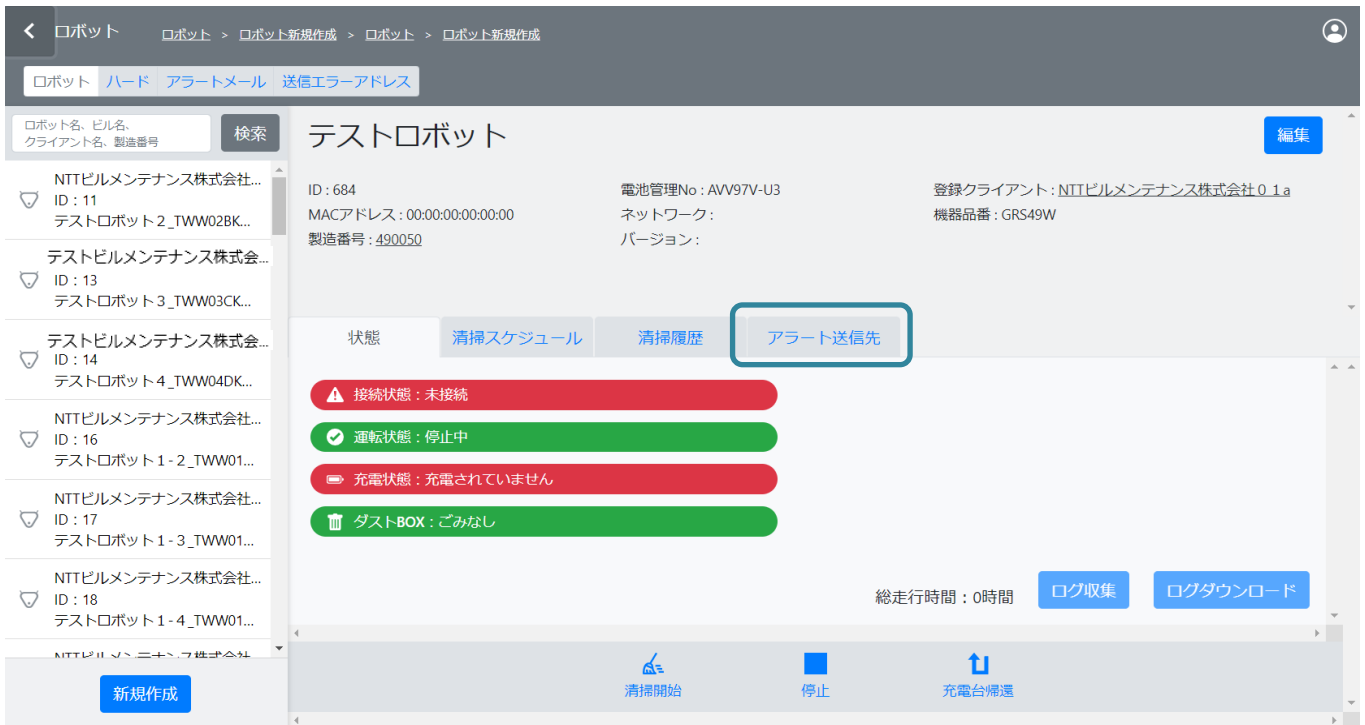 ロボット
ロボット > ロボット新規作成 > ロボット > ロボット新規作成
ロボット ハード アラートメール 送信エラーアドレス
ロボット名、ビル名、
クライアント名、製造番号
検索
NTTビルメンテナンス株式会社...
ID : 11
テストロボット２_TWW02BK...
テストビルメンテナンス株式会...
ID : 13
テストロボット３_TWW03CK...
テストビルメンテナンス株式会...
ID : 14
テストロボット４_TWW04DK...
NTTビルメンテナンス株式会社...
ID : 16
テストロボット１-２_TWW01...
NTTビルメンテナンス株式会社...
ID : 17
テストロボット１-３_TWW01...
NTTビルメンテナンス株式会社...
ID : 18
テストロボット１-４_TWW01...
NTTビルメンテナンス株式会社
新規作成
テストロボット
編集
ID : 684
MACアドレス : 00:00:00:00:00:00
製造番号 : 490050
電池管理No : AVV97V-U3
ネットワーク :
バージョン :
登録クライアント : NTTビルメンテナンス株式会社０１a
機器品番 : GRS49W
状態 清掃スケジュール 清掃履歴 アラート送信先
接続状態 : 未接続
運転状態 : 停止中
充電状態 : 充電されていません
ダストBOX : ごみなし
総走行時間：0時間 ログ収集 ログダウンロード
清掃開始 停止 充電台帰還